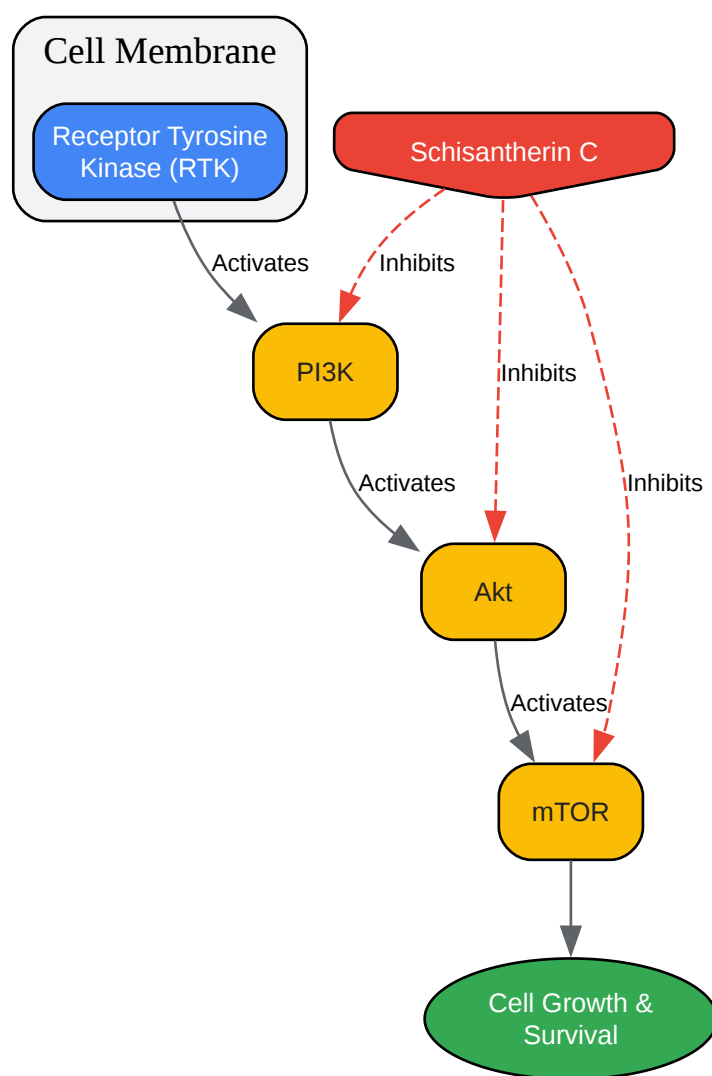 Cell Membrane
Receptor Tyrosine
Kinase (RTK)
Schisantherin C
Activates
Inhibits
PI3K
Inhibits
Activates
Inhibits
Akt
Activates
mTOR
Cell Growth &
Survival